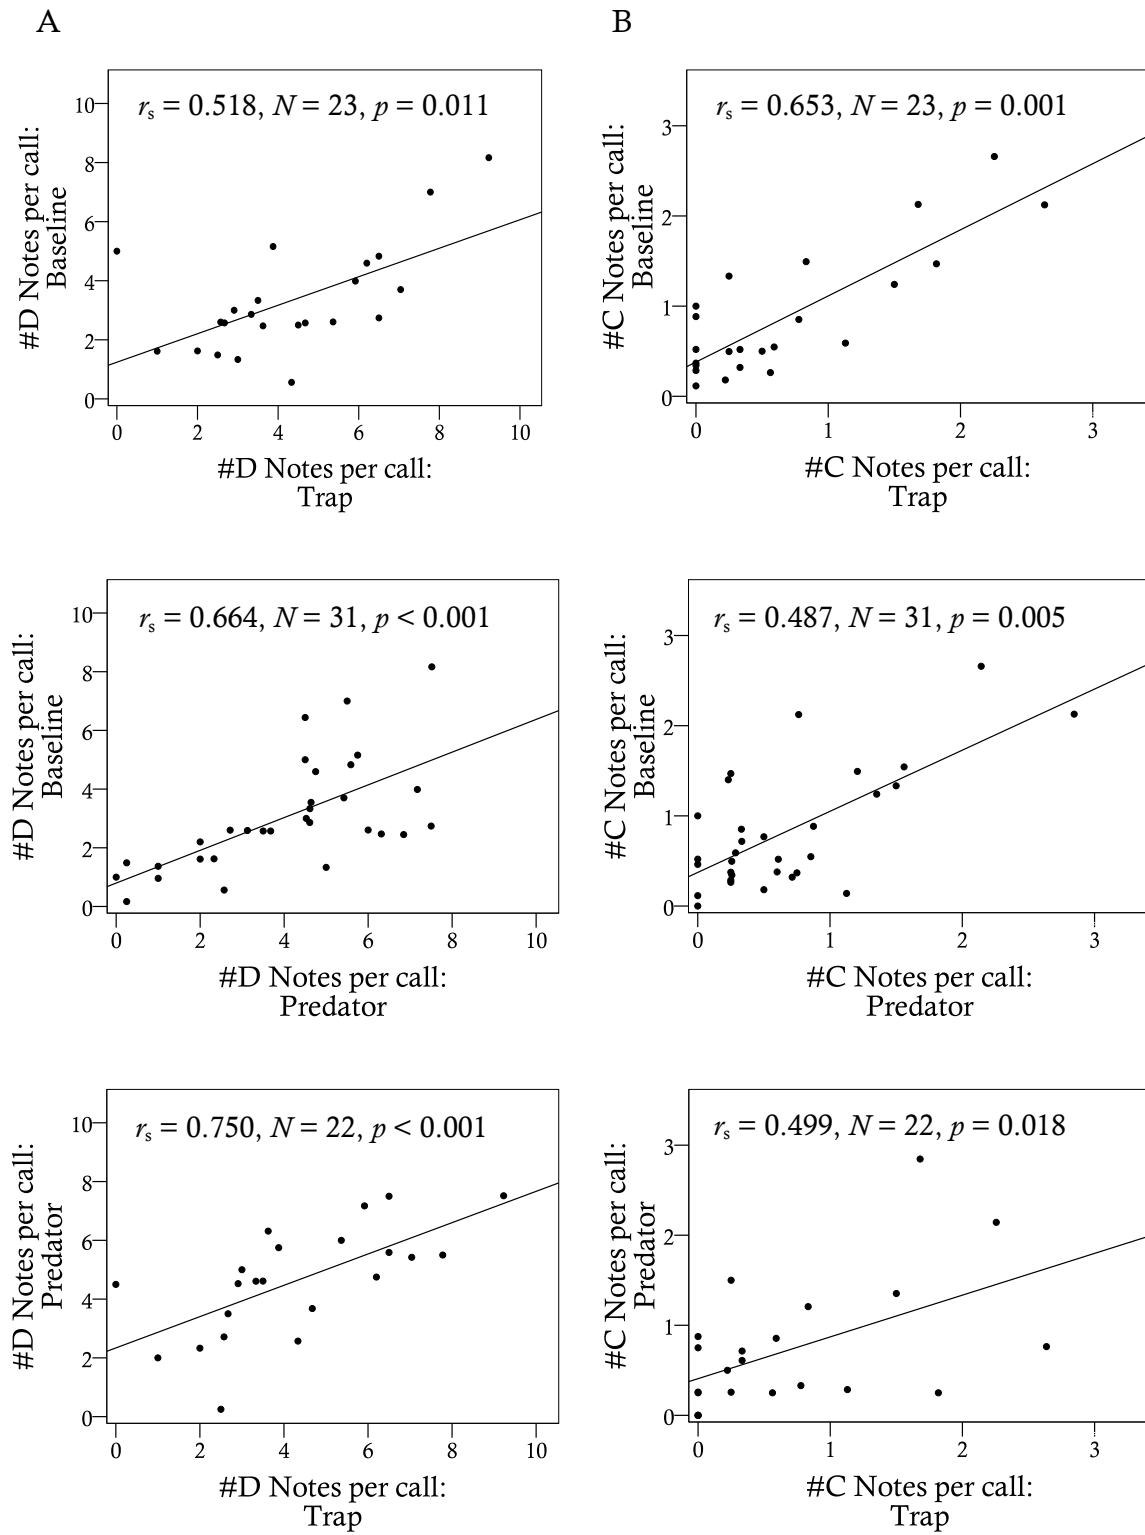 A
B
rs = 0.518, N = 23, p = 0.011
10
8
6
4
2
0
0 2 4 6 8 10
#D Notes per call:
Baseline
#D Notes per call:
Trap
rs = 0.653, N = 23, p = 0.001
3
2
1
0
0 1 2 3
#C Notes per call:
Baseline
#C Notes per call:
Trap
rs = 0.664, N = 31, p < 0.001
10
8
6
4
2
0
0 2 4 6 8 10
#D Notes per call:
Baseline
#D Notes per call:
Predator
rs = 0.487, N = 31, p = 0.005
3
2
1
0
0 1 2 3
#C Notes per call:
Baseline
#C Notes per call:
Predator
rs = 0.750, N = 22, p < 0.001
10
8
6
4
2
0
0 2 4 6 8 10
#D Notes per call:
Predator
#D Notes per call:
Trap
rs = 0.499, N = 22, p = 0.018
3
2
1
0
0 1 2 3
#C Notes per call:
Predator
#C Notes per call:
Trap